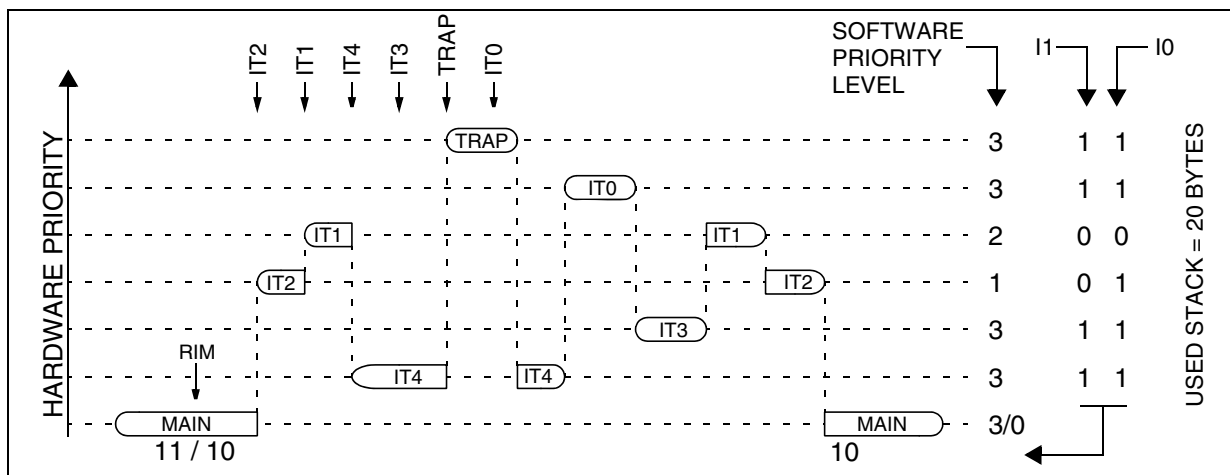 IT2
IT1
IT4
IT3
TRAP
IT0
SOFTWARE
PRIORITY
LEVEL
I1
I0
HARDWARE PRIORITY
TRAP
3
1 1
IT0
3
1 1
IT1
IT1
2
0 0
IT2
IT2
1
0 1
IT3
3
1 1
RIM
IT4
IT4
3
1 1
MAIN
MAIN
3/0
11 / 10
10
USED STACK = 20 BYTES